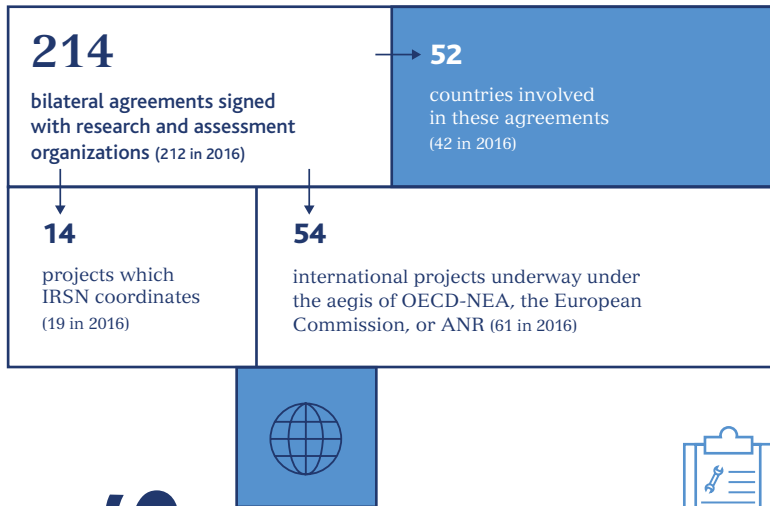 214
bilateral agreements signed
with research and assessment
organizations (212 in 2016)
52
countries involved
in these agreements
(42 in 2016)
14
projects which
IRSN coordinates
(19 in 2016)
54
international projects underway under
the aegis of OECD-NEA, the European
Commission, or ANR (61 in 2016)